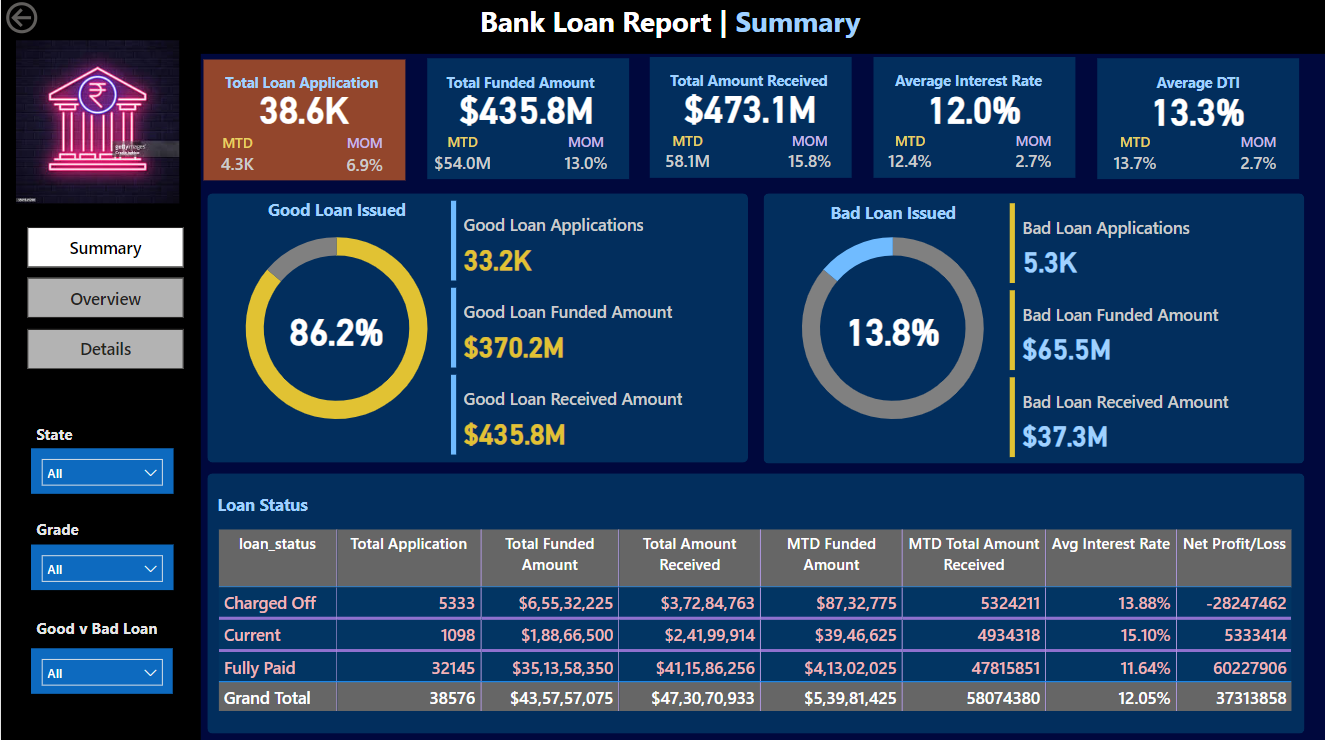 Bank Loan Report | Summary
₹
gettyimages
Summary
Overview
Details
State
All
Grade
All
Good v Bad Loan
All
Total Loan Application
38.6K
MTD MOM
4.3K 6.9%
Total Funded Amount
$435.8M
MTD MOM
$54.0M 13.0%
Total Amount Received
$473.1M
MTD MOM
58.1M 15.8%
Average Interest Rate
12.0%
MTD MOM
12.4% 2.7%
Average DTI
13.3%
MTD MOM
13.7% 2.7%
Good Loan Issued
86.2%
Good Loan Applications
33.2K
Good Loan Funded Amount
$370.2M
Good Loan Received Amount
$435.8M
Bad Loan Issued
13.8%
Bad Loan Applications
5.3K
Bad Loan Funded Amount
$65.5M
Bad Loan Received Amount
$37.3M
Loan Status
loan_status Total Application Total Funded Total Amount MTD Funded MTD Total Amount Avg Interest Rate Net Profit/Loss
Amount Received Amount Received
Charged Off 5333 $6,55,32,225 $3,72,84,763 $87,32,775 5324211 13.88% -28247462
Current 1098 $1,88,66,500 $2,41,99,914 $39,46,625 4934318 15.10% 5333414
Fully Paid 32145 $35,13,58,350 $41,15,86,256 $4,13,02,025 47815851 11.64% 60227906
Grand Total 38576 $43,57,57,075 $47,30,70,933 $5,39,81,425 58074380 12.05% 37313858